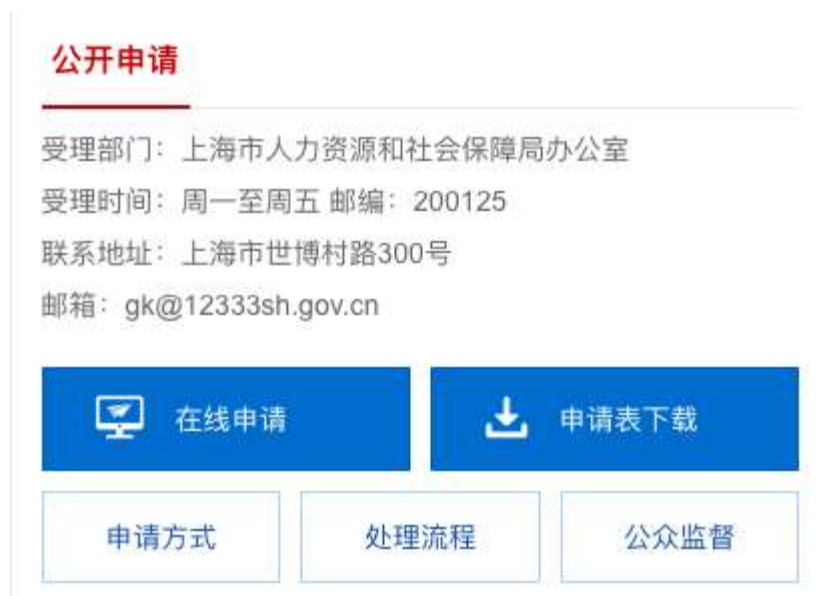 公开申请
受理部门：上海市人力资源和社会保障局办公室
受理时间：周一至周五 邮编：200125
联系地址：上海市世博村路300号
邮箱：gk@12333sh.gov.cn
在线申请 申请表下载
申请方式 处理流程 公众监督